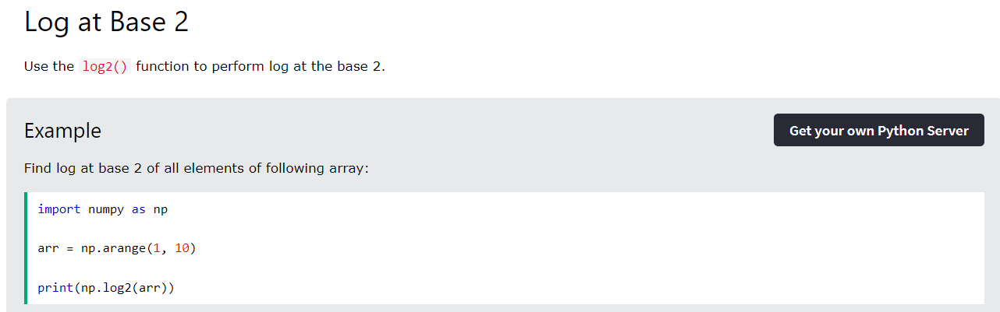 Log at Base 2
Use the log2() function to perform log at the base 2.
Example
Get your own Python Server
Find log at base 2 of all elements of following array:
import numpy as np
arr = np.arange(1, 10)
print(np.log2(arr))